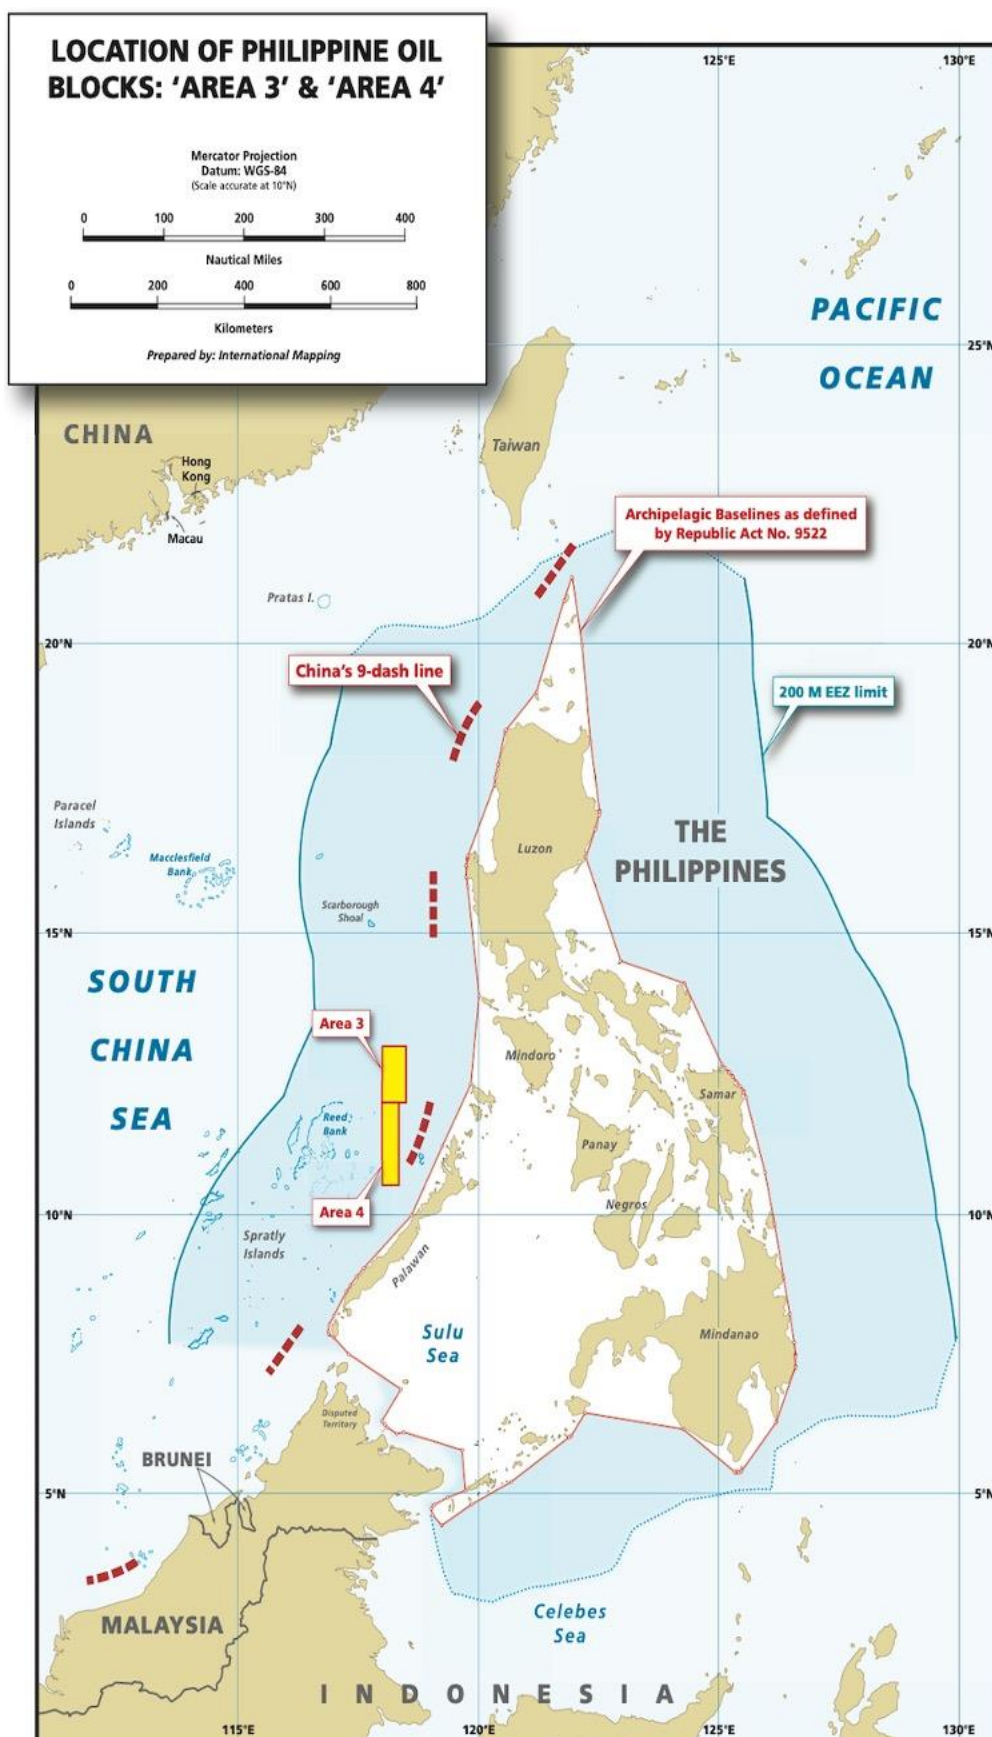 LOCATION OF PHILIPPINE OIL
BLOCKS: ‘AREA 3’ & ‘AREA 4’
Mercator Projection
Datum: WGS-84
(Scale accurate at 10°N)
0 100 200 300 400
Nautical Miles
0 200 400 600 800
Kilometers
Prepared by: International Mapping
125°E 130°E
PACIFIC
OCEAN
25°N
CHINA
Hong
Kong
Macau
Taiwan
Archipelagic Baselines as defined
by Republic Act No. 9522
Pratas I.
20°N 20°N
China’s 9-dash line
200 M EEZ limit
Paracel
Islands
Macclesfield
Bank
Luzon
THE
PHILIPPINES
Scarborough
Shoal
15°N 15°N
SOUTH
CHINA
SEA
Area 3
Mindoro
Samar
Reed
Bank
Panay
Area 4
Negros
10°N 10°N
Spratly
Islands
Palawan
Sulu
Sea
Mindanao
Disputed
Territory
BRUNEI
5°N 5°N
MALAYSIA
Celebes
Sea
INDONESIA
115°E 120°E 125°E 130°E